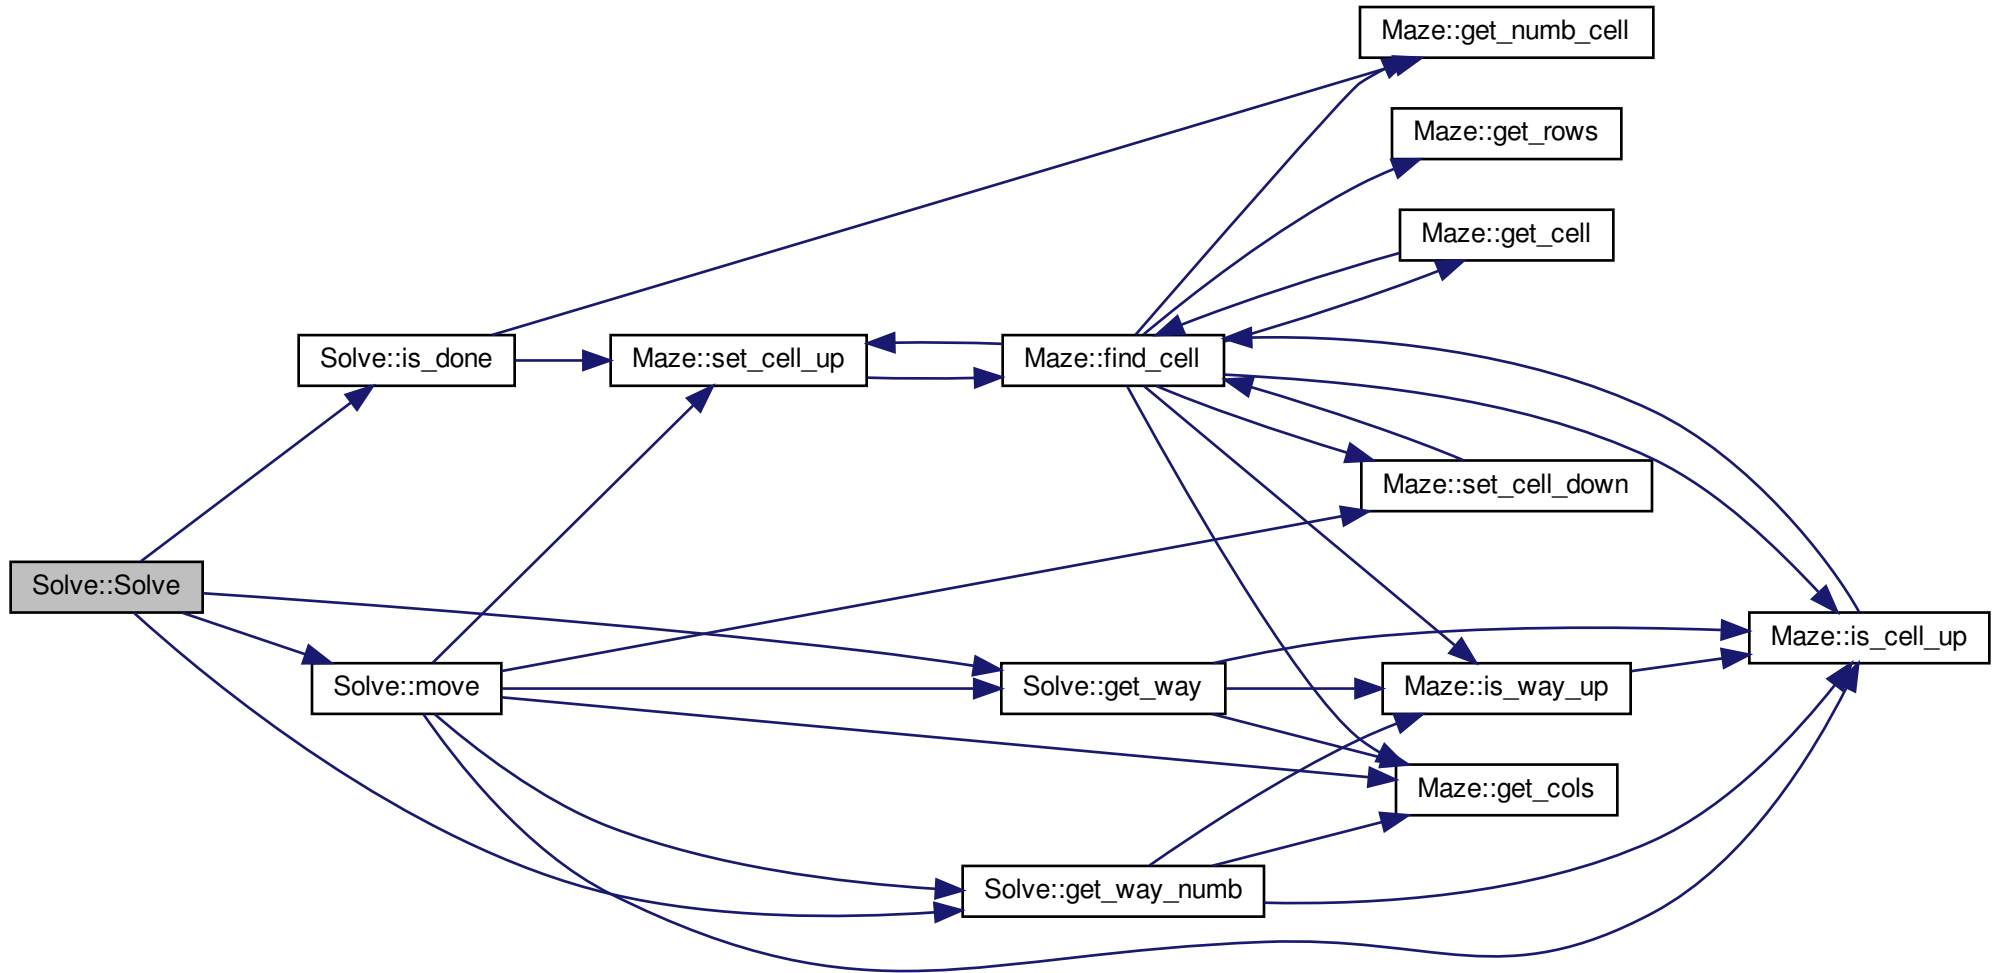 Maze::get_numb_cell
Maze::get_rows
Maze::get_cell
Solve::is_done
Maze::set_cell_up
Maze::find_cell
Maze::set_cell_down
Solve::Solve
Maze::is_cell_up
Solve::move
Solve::get_way
Maze::is_way_up
Maze::get_cols
Solve::get_way_numb